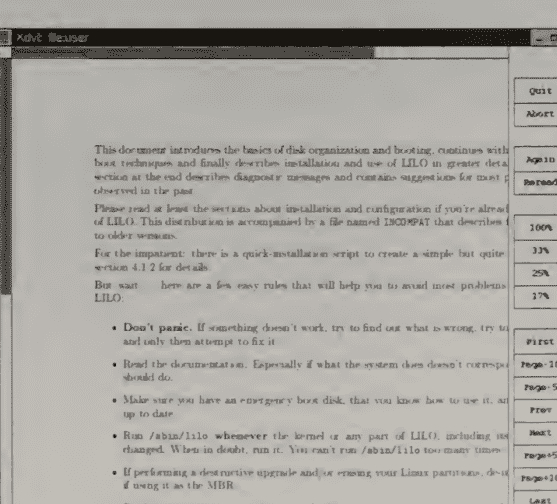 Xdvi: user
Quit
Abort
Again
Reread
100%
33%
25%
17%
First
Page-10
Page-5
Prev
Next
Page+5
Page+10
Last
This document introduces the basics of disk organization and booting, continues with
boot techniques and finally describes installation and use of LILO in greater deta
section at the end describes diagnostic messages and contains suggestions for most p
observed in the past.
Please read at least the sections about installation and configuration if you're alread
of LILO. This distribution is accompanied by a file named INCOMPAT that describes
to older versions.
For the impatient: there is a quick-installation script to create a simple but quite
section 4.1.2 for details.
But wait here are a few easy rules that will help you to avoid most problems
LILO:
• Don't panic. If something doesn't work, try to find out what is wrong, try to
and only then attempt to fix it.
• Read the documentation. Especially if what the system does doesn't correspo
should do.
• Make sure you have an emergency boot disk, that you know how to use it, an
up to date.
• Run /sbin/lilo whenever the kernel or any part of LILO, including
changed. When in doubt, run it. You can't run /sbin/lilo too many times.
• If performing a destructive upgrade and/or erasing your Linux partitions, de-in
if using it as the MBR.